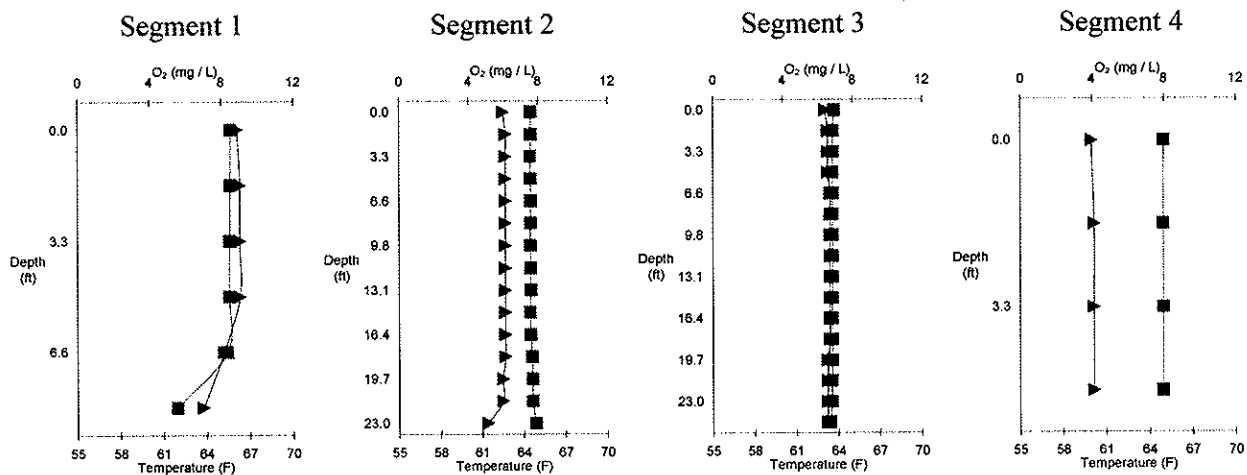 Segment 1
O₂ (mg / L)
0 4 8 12
0.0
3.3
Depth
(ft)
6.6
55 58 61 64 67 70
Temperature (F)
Segment 2
O₂ (mg / L)
0 4 8 12
0.0
3.3
6.6
9.8
Depth
(ft)
13.1
16.4
19.7
23.0
55 58 61 64 67 70
Temperature (F)
Segment 3
O₂ (mg / L)
0 4 8 12
0.0
3.3
6.6
9.8
Depth
(ft)
13.1
16.4
19.7
23.0
55 58 61 64 67 70
Temperature (F)
Segment 4
O₂ (mg / L)
0 4 8 12
0.0
Depth
(ft)
3.3
55 58 61 64 67 70
Temperature (F)